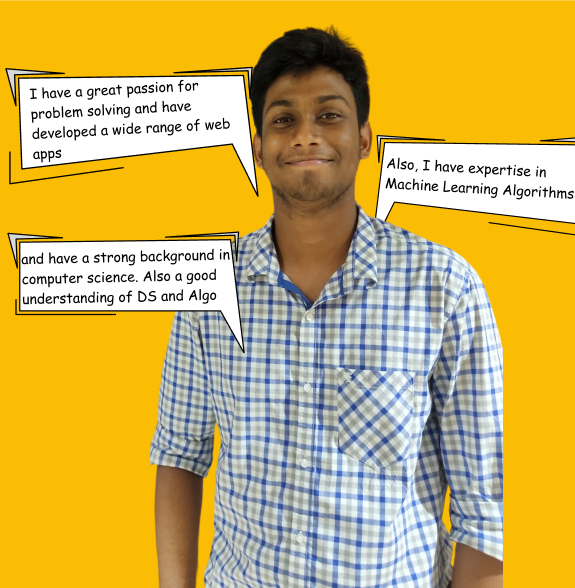 I have a great passion for
problem solving and have
developed a wide range of web
apps
Also, I have expertise in
Machine Learning Algorithms
and have a strong background in
computer science. Also a good
understanding of DS and Algo